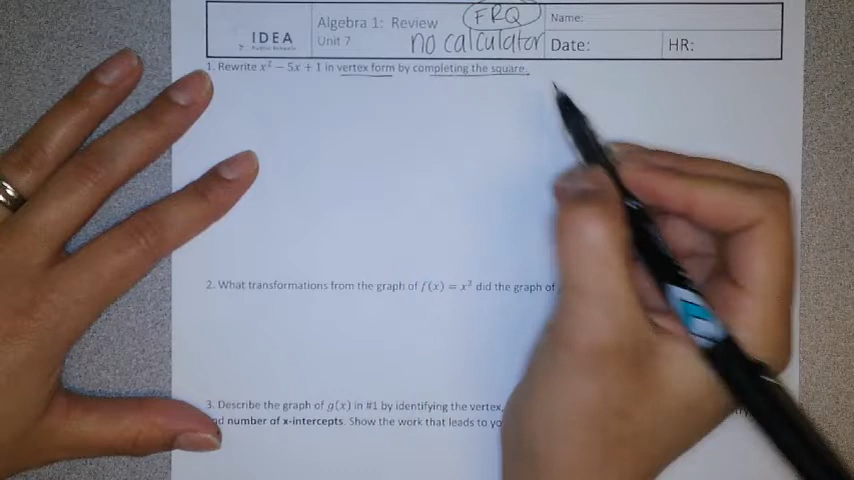 IDEA
Public Schools
Algebra 1: Review
Unit 7
FRQ
no calculator
Name:
Date:
HR:
1. Rewrite x² − 5x + 1 in vertex form by completing the square.
2. What transformations from the graph of f(x) = x² did the graph of
3. Describe the graph of g(x) in #1 by identifying the vertex,
nd number of x-intercepts. Show the work that leads to yo